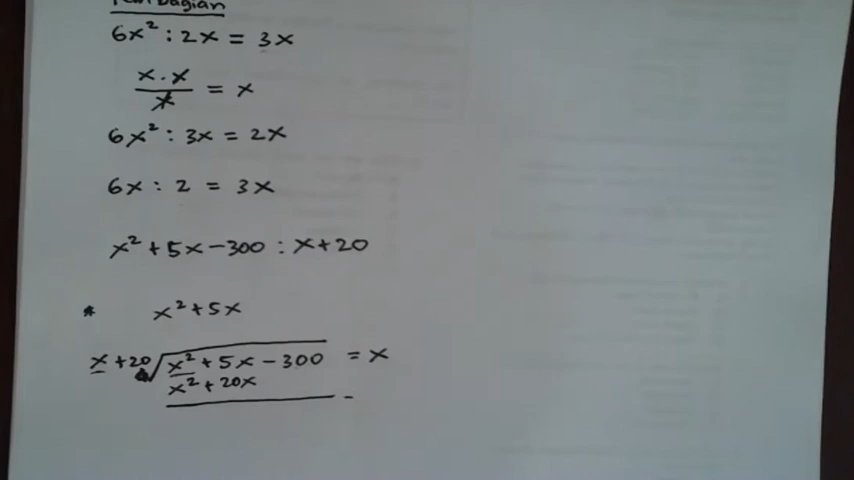 Pembagian
6x² : 2x = 3x
x . x / x = x
6x² : 3x = 2x
6x : 2 = 3x
x² + 5x - 300 : x + 20
* x² + 5x
x + 20 √ x² + 5x - 300 = x
x² + 20x
-